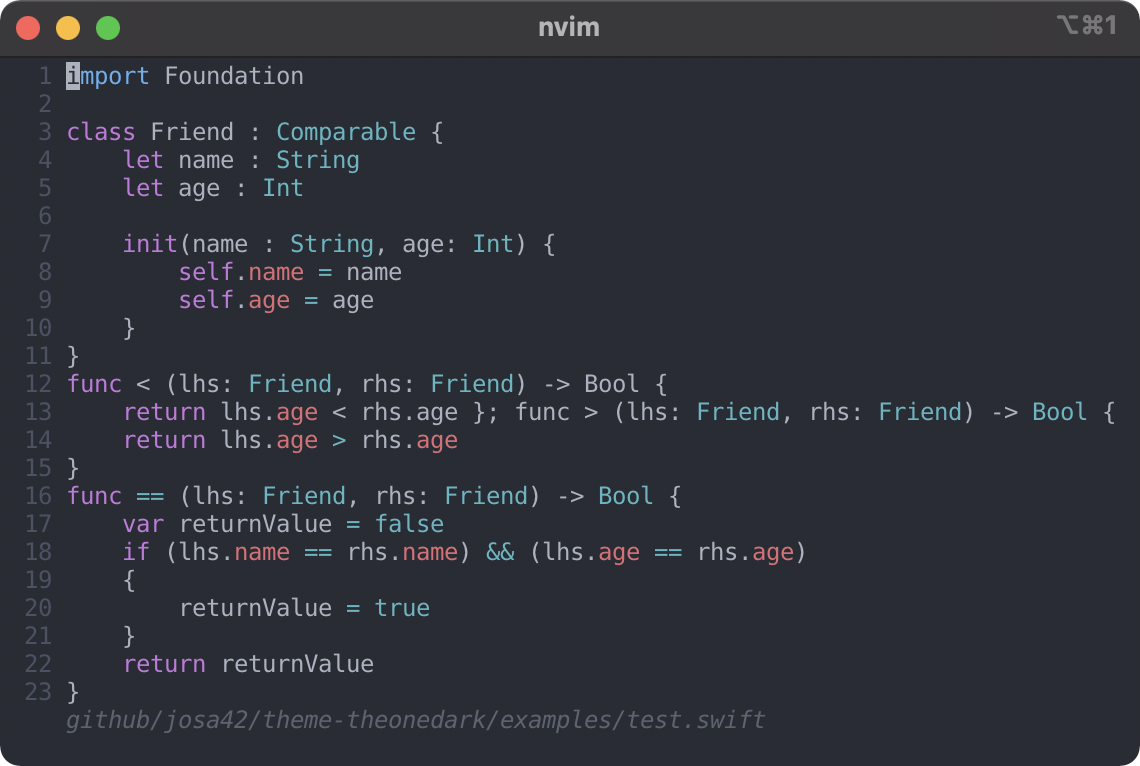 nvim
⌥⌘1
1 import Foundation
2
3 class Friend : Comparable {
4     let name : String
5     let age : Int
6
7     init(name : String, age: Int) {
8         self.name = name
9         self.age = age
10     }
11 }
12 func < (lhs: Friend, rhs: Friend) -> Bool {
13     return lhs.age < rhs.age }; func > (lhs: Friend, rhs: Friend) -> Bool {
14     return lhs.age > rhs.age
15 }
16 func == (lhs: Friend, rhs: Friend) -> Bool {
17     var returnValue = false
18     if (lhs.name == rhs.name) && (lhs.age == rhs.age)
19     {
20         returnValue = true
21     }
22     return returnValue
23 }
github/josa42/theme-theonedark/examples/test.swift